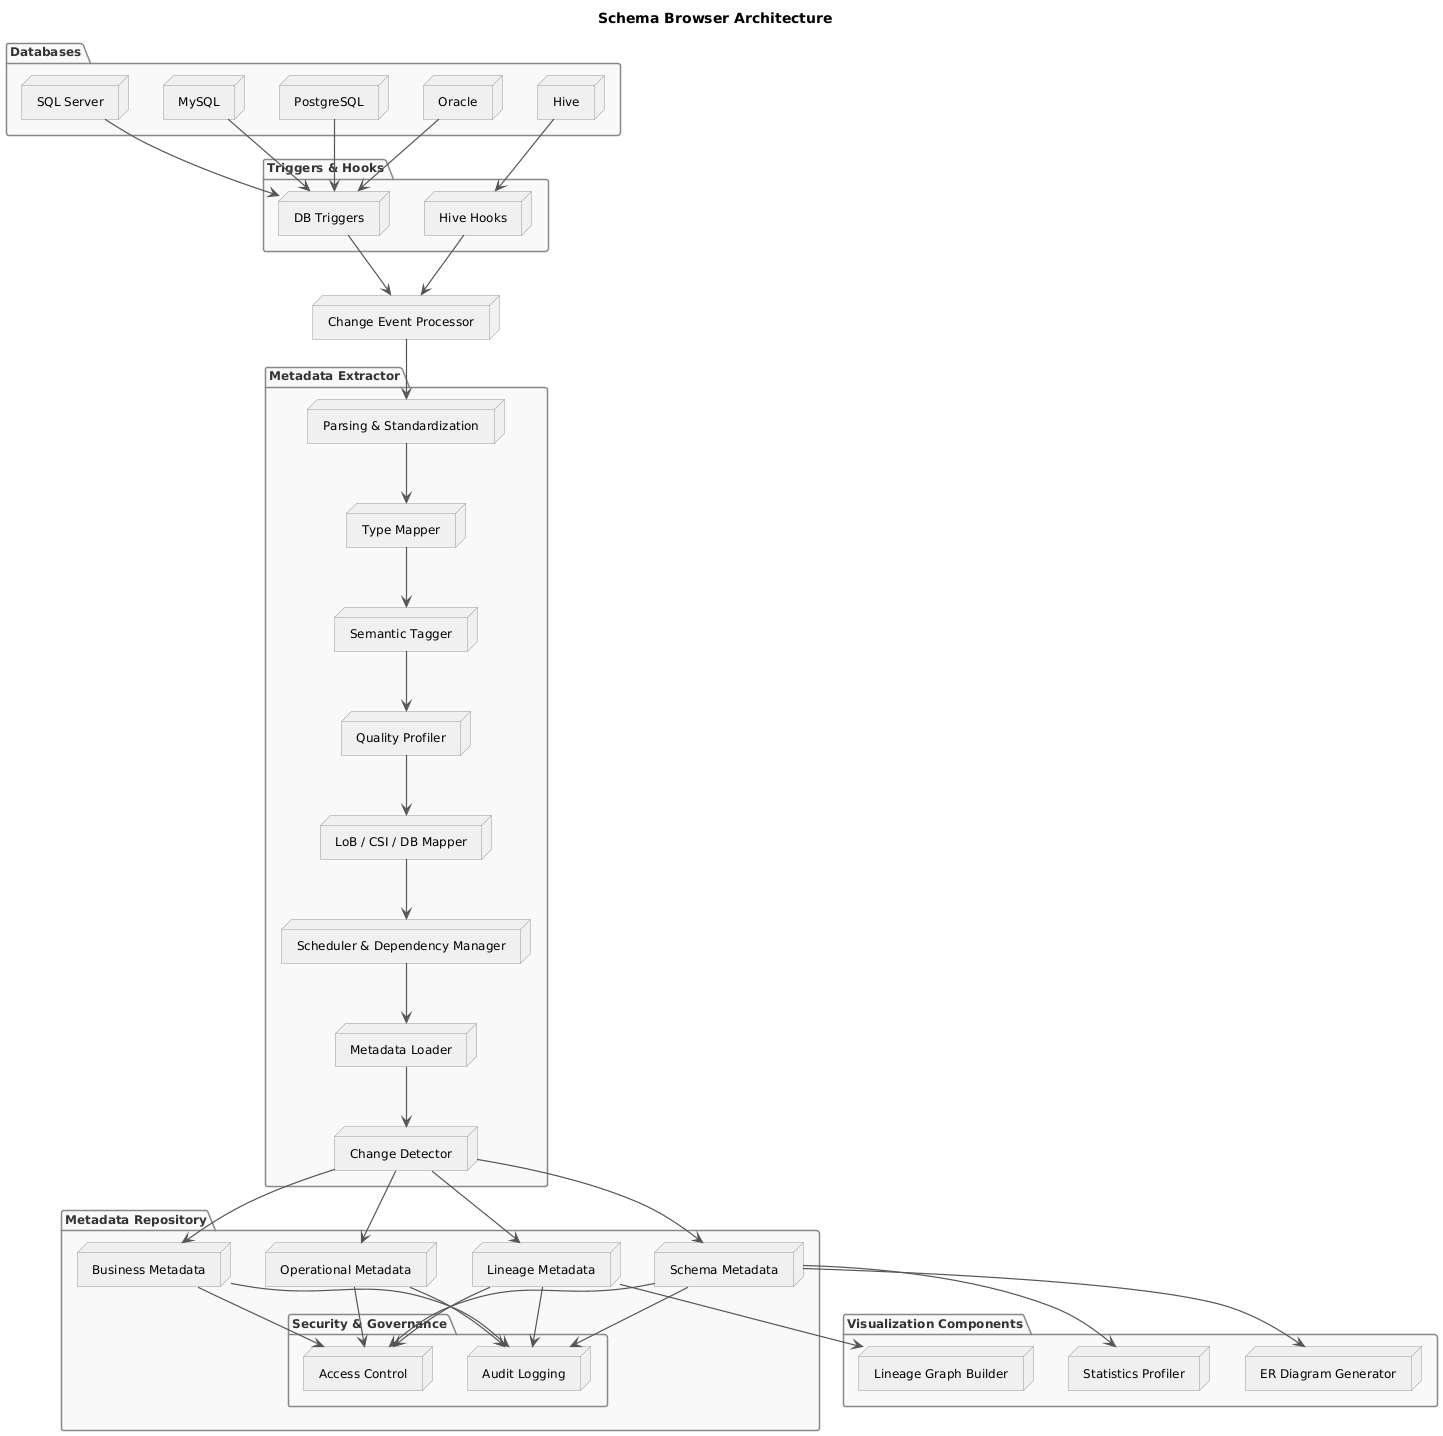 Schema Browser Architecture
Databases
SQL Server
MySQL
PostgreSQL
Oracle
Hive
Triggers & Hooks
DB Triggers
Hive Hooks
Change Event Processor
Metadata Extractor
Parsing & Standardization
Type Mapper
Semantic Tagger
Quality Profiler
LoB / CSI / DB Mapper
Scheduler & Dependency Manager
Metadata Loader
Change Detector
Metadata Repository
Business Metadata
Operational Metadata
Lineage Metadata
Schema Metadata
Security & Governance
Access Control
Audit Logging
Visualization Components
Lineage Graph Builder
Statistics Profiler
ER Diagram Generator